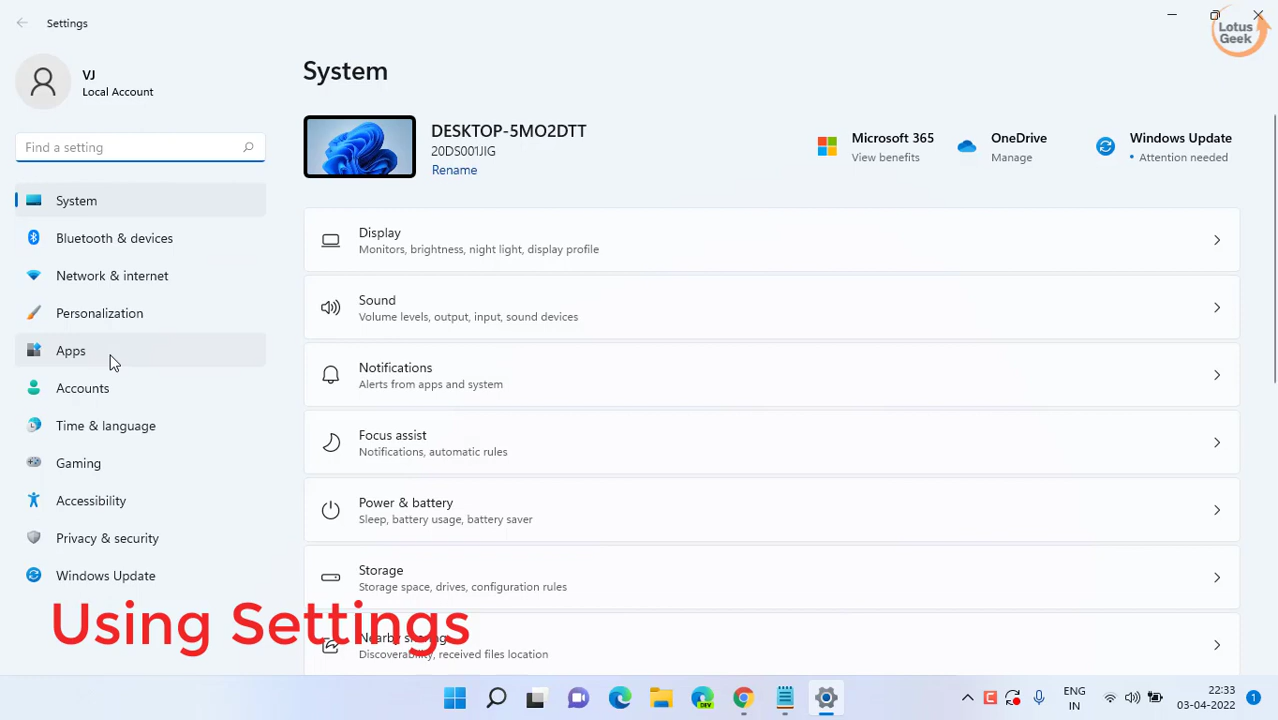 Settings
Lotus
Geek
VJ
Local Account
Find a setting
System
Bluetooth & devices
Network & internet
Personalization
Apps
Accounts
Time & language
Gaming
Accessibility
Privacy & security
Windows Update
System
DESKTOP-5MO2DTT
20DS001JIG
Rename
Microsoft 365
View benefits
OneDrive
Manage
Windows Update
• Attention needed
Display
Monitors, brightness, night light, display profile
Sound
Volume levels, output, input, sound devices
Notifications
Alerts from apps and system
Focus assist
Notifications, automatic rules
Power & battery
Sleep, battery usage, battery saver
Storage
Storage space, drives, configuration rules
Nearby sharing
Discoverability, received files location
Using Settings
DEV
ENG
IN
22:33
03-04-2022
1